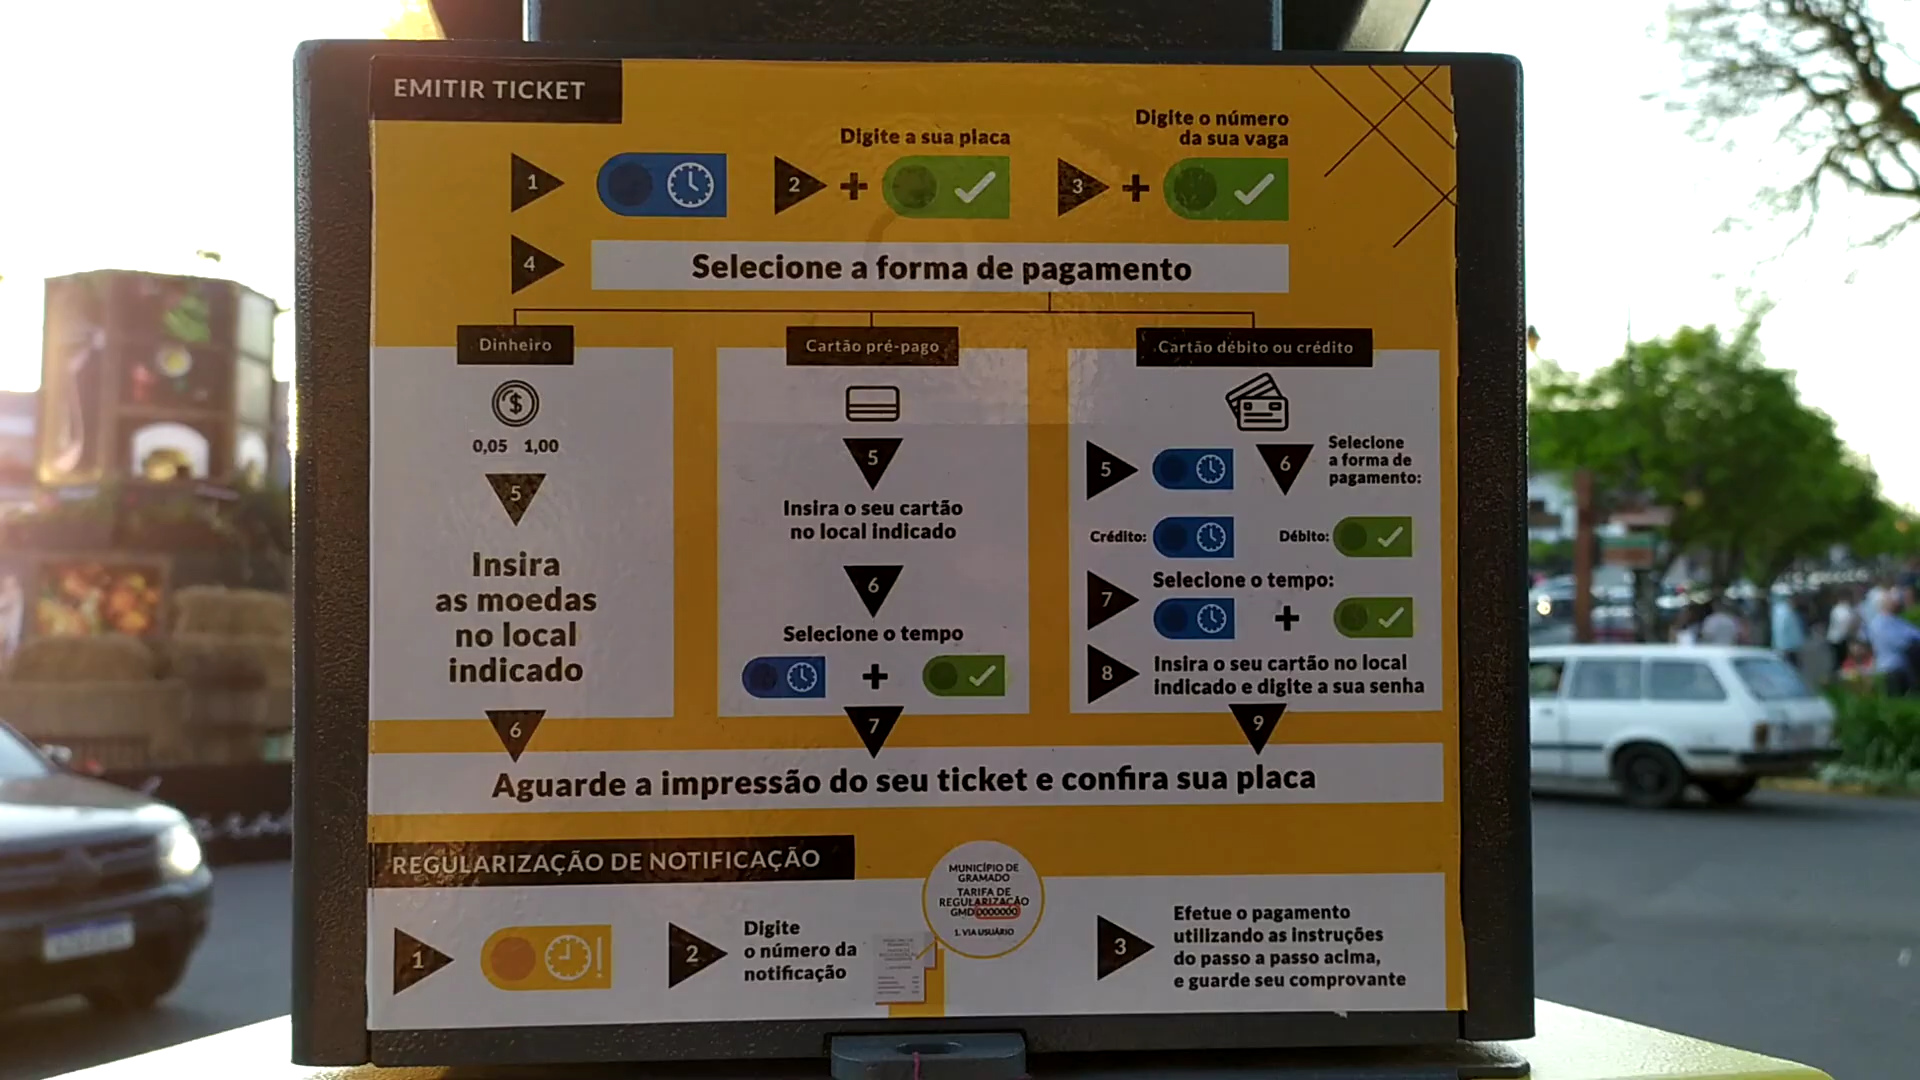 EMITIR TICKET
1
2
Digite a sua placa
3
Digite o número
da sua vaga
4
Selecione a forma de pagamento
Dinheiro
0,05 1,00
5
Insira
as moedas
no local
indicado
6
Cartão pré-pago
5
Insira o seu cartão
no local indicado
6
Selecione o tempo
7
Cartão débito ou crédito
5
6
Selecione
a forma de
pagamento:
Crédito:
Débito:
7
Selecione o tempo:
8
Insira o seu cartão no local
indicado e digite a sua senha
9
Aguarde a impressão do seu ticket e confira sua placa
REGULARIZAÇÃO DE NOTIFICAÇÃO
1
2
Digite
o número da
notificação
MUNICÍPIO DE
GRAMADO
TARIFA DE
REGULARIZAÇÃO
GMD0000000
1. VIA USUÁRIO
3
Efetue o pagamento
utilizando as instruções
do passo a passo acima,
e guarde seu comprovante